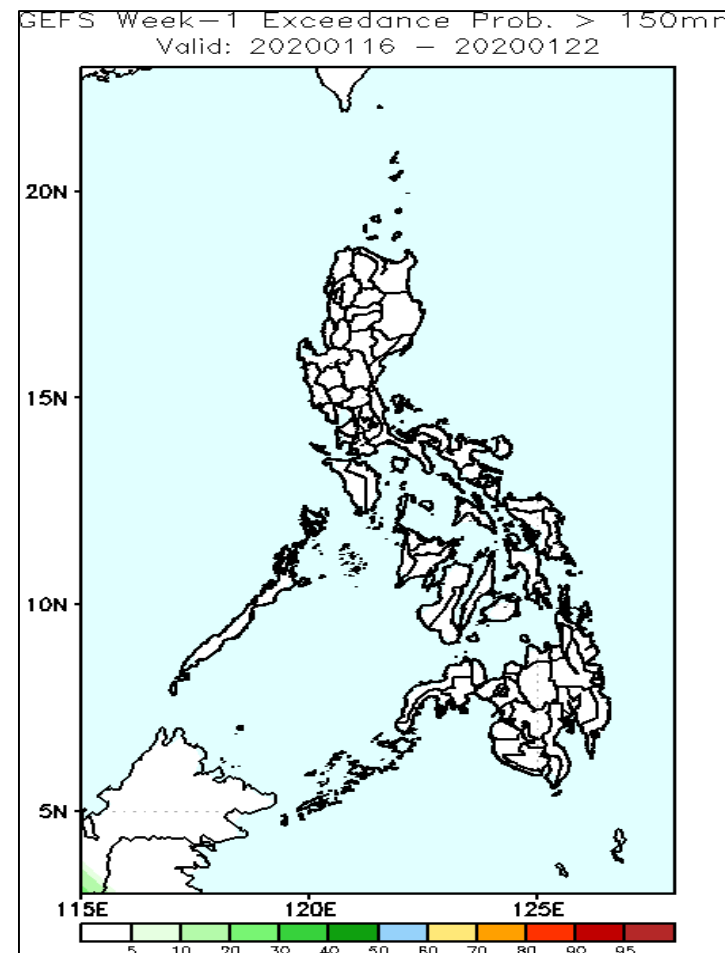 GEFS Week-1 Exceedance Prob. > 150mm
Valid: 20200116 - 20200122
20N
15N
10N
5N
115E 120E 125E
5 10 20 30 40 50 60 70 80 90 95